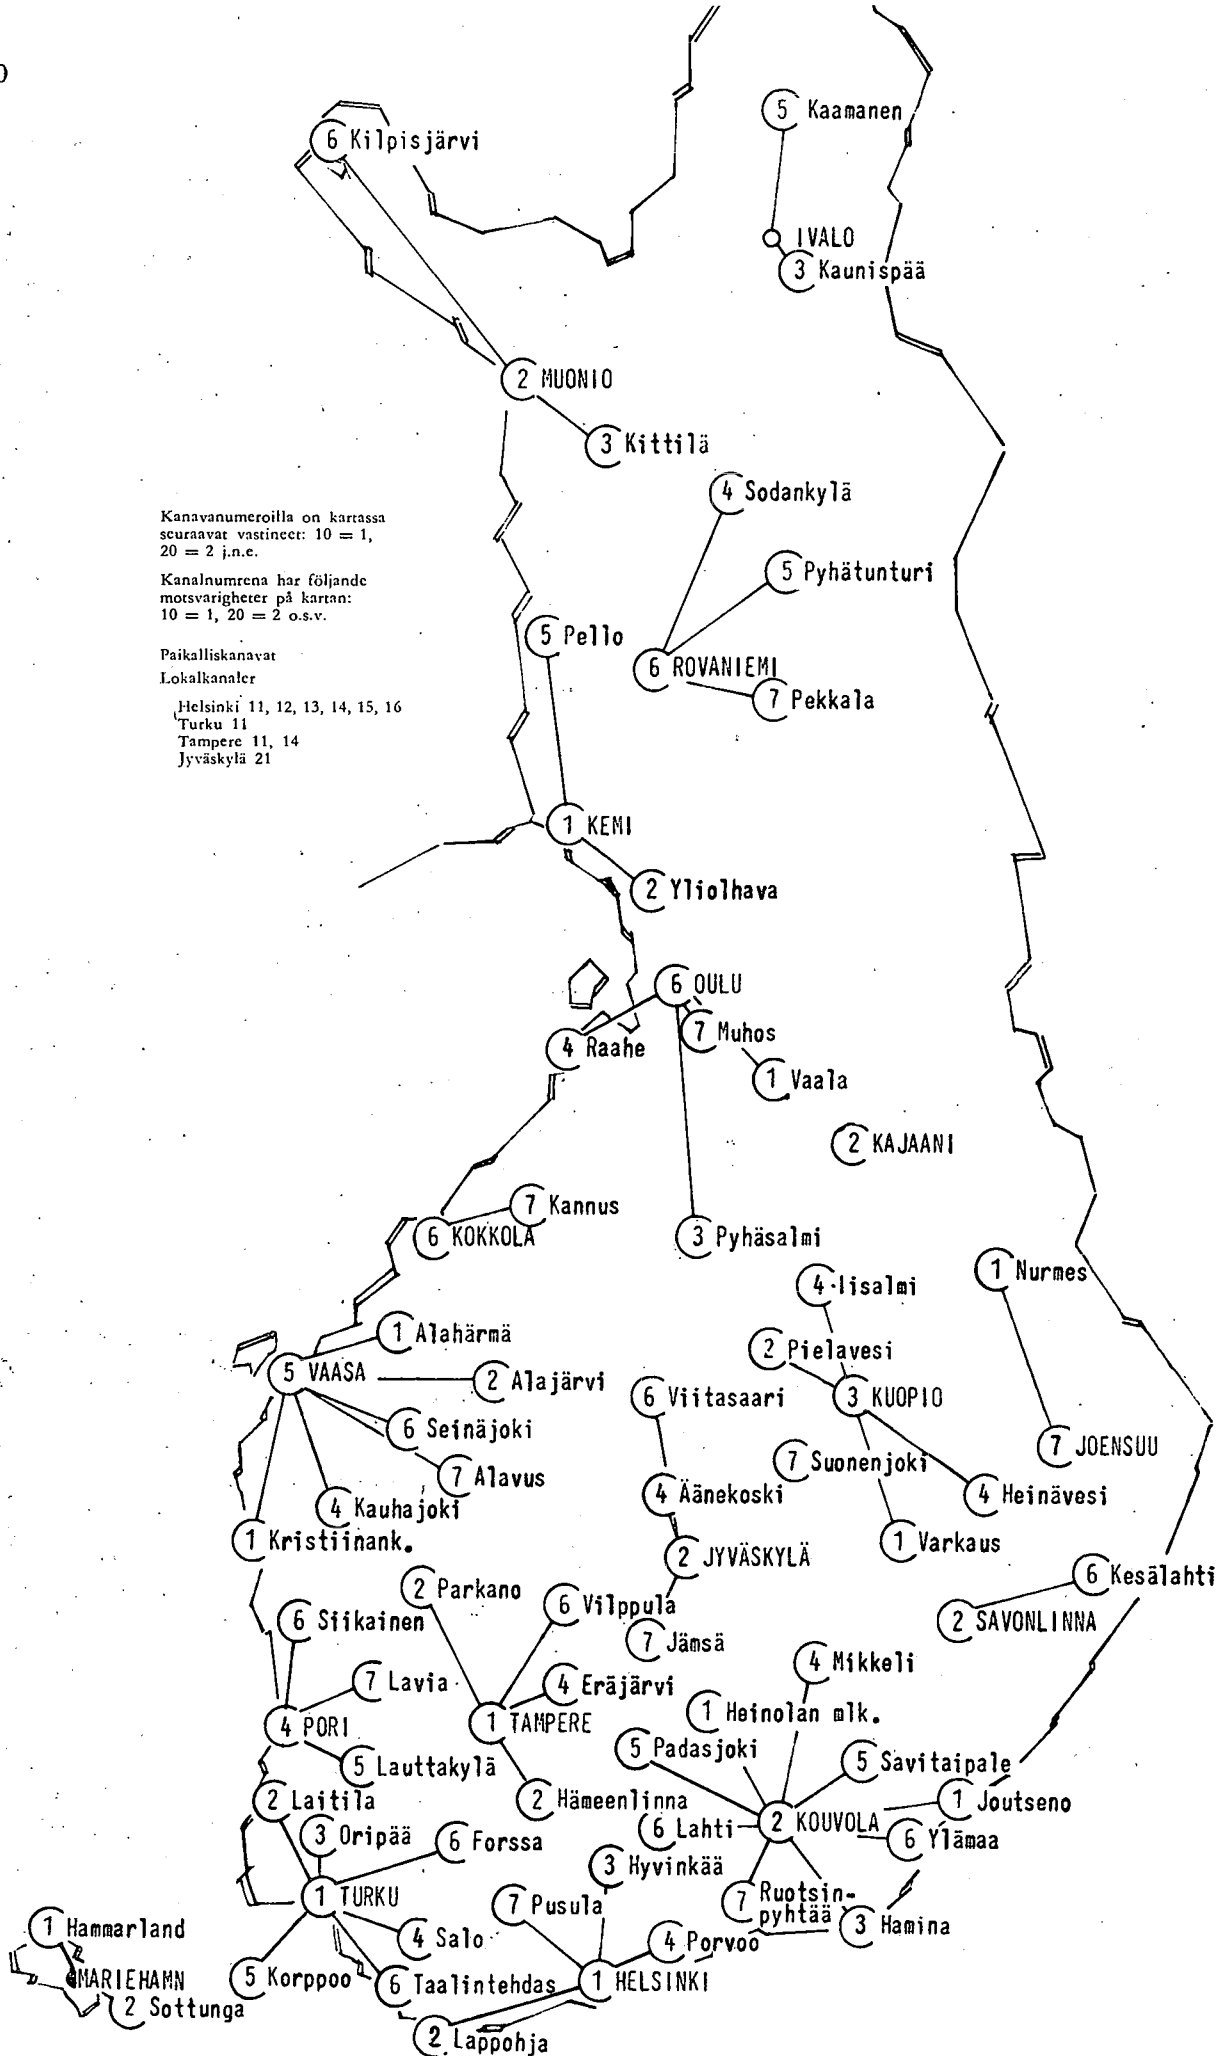 0
5 Kaamanen
6 Kilpisjärvi
IVALO
3 Kaunispää
2 MUONIO
3 Kittilä
4 Sodankylä
Kanavanumeroilla on kartassa
seuraavat vastineet: 10 = 1,
20 = 2 j.n.e.
Kanalnumrena har följande
motsvarigheter på kartan:
10 = 1, 20 = 2 o.s.v.
Paikalliskanavat
Lokalkanaler
Helsinki 11, 12, 13, 14, 15, 16
Turku 11
Tampere 11, 14
Jyväskylä 21
5 Pyhätunturi
5 Pello
6 ROVANIEMI
7 Pekkala
1 KEMI
2 Yliolhava
6 OULU
7 Muhos
4 Raahe
1 Vaala
2 KAJAANI
7 Kannus
6 KOKKOLA
3 Pyhäsalmi
1 Nurmes
4 Iisalmi
1 Alahärmä
2 Pielavesi
5 VAASA
2 Alajärvi
6 Viitasaari
3 KUOPIO
6 Seinäjoki
7 JOENSUU
7 Suonenjoki
7 Alavus
4 Äänekoski
4 Heinävesi
4 Kauhajoki
1 Kristiinank.
1 Varkaus
2 JYVÄSKYLÄ
6 Kesälahti
2 Parkano
6 Vilppula
6 Siikainen
2 SAVONLINNA
7 Jämsä
4 Mikkeli
7 Lavia
4 Eräjärvi
1 Heinolan mlk.
4 PORI
1 TAMPERE
5 Padasjoki
5 Savitaipale
5 Lauttakylä
2 Laitila
2 Hämeenlinna
1 Joutseno
2 KOUVOLA
6 Lahti
3 Oripää
6 Forssa
6 Ylämaa
3 Hyvinkää
1 TURKU
7 Pusula
7 Ruotsin-
pyhtää
3 Hamina
1 Hammarland
4 Salo
4 Porvoo
MARIEHAMN
5 Korppoo
6 Taalintehdas
1 HELSINKI
2 Sottunga
2 Lappohja